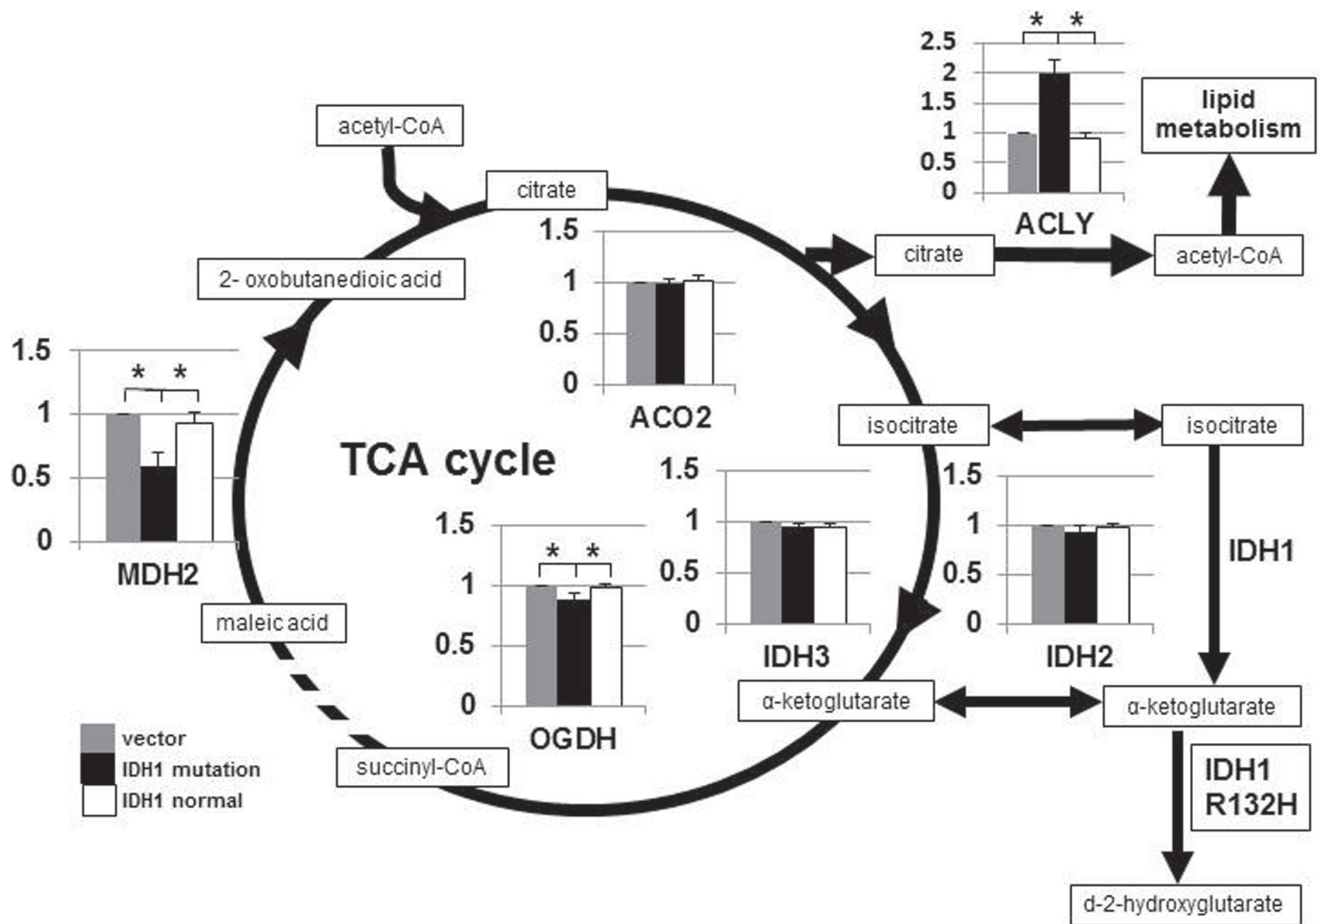 * *
2.5
2
1.5
1
0.5
0
ACLY
lipid
metabolism
acetyl-CoA
citrate
citrate
acetyl-CoA
2- oxobutanedioic acid
1.5
1
0.5
0
ACO2
1.5
1
0.5
0
* *
MDH2
TCA cycle
isocitrate
isocitrate
1.5
1
0.5
0
IDH3
1.5
1
0.5
0
IDH2
IDH1
1.5
1
0.5
0
* *
OGDH
maleic acid
α-ketoglutarate
α-ketoglutarate
succinyl-CoA
vector
IDH1 mutation
IDH1 normal
IDH1
R132H
d-2-hydroxyglutarate